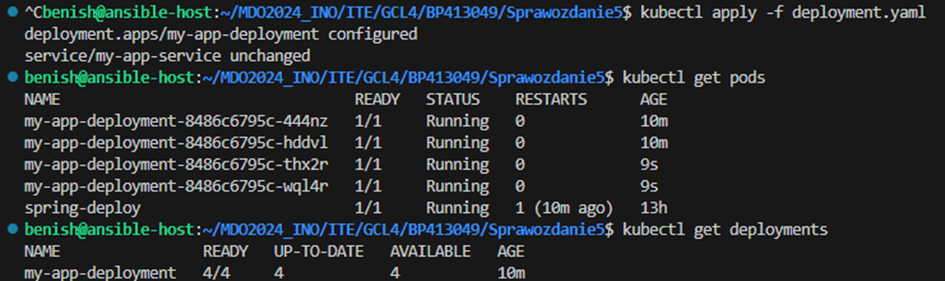 ^Cbenish@ansible-host:~/MDO2024_INO/ITE/GCL4/BP413049/Sprawozdanie5$ kubectl apply -f deployment.yaml
deployment.apps/my-app-deployment configured
service/my-app-service unchanged
benish@ansible-host:~/MDO2024_INO/ITE/GCL4/BP413049/Sprawozdanie5$ kubectl get pods
NAME READY STATUS RESTARTS AGE
my-app-deployment-8486c6795c-444nz 1/1 Running 0 10m
my-app-deployment-8486c6795c-hddvl 1/1 Running 0 10m
my-app-deployment-8486c6795c-thx2r 1/1 Running 0 9s
my-app-deployment-8486c6795c-wql4r 1/1 Running 0 9s
spring-deploy 1/1 Running 1 (10m ago) 13h
benish@ansible-host:~/MDO2024_INO/ITE/GCL4/BP413049/Sprawozdanie5$ kubectl get deployments
NAME READY UP-TO-DATE AVAILABLE AGE
my-app-deployment 4/4 4 4 10m